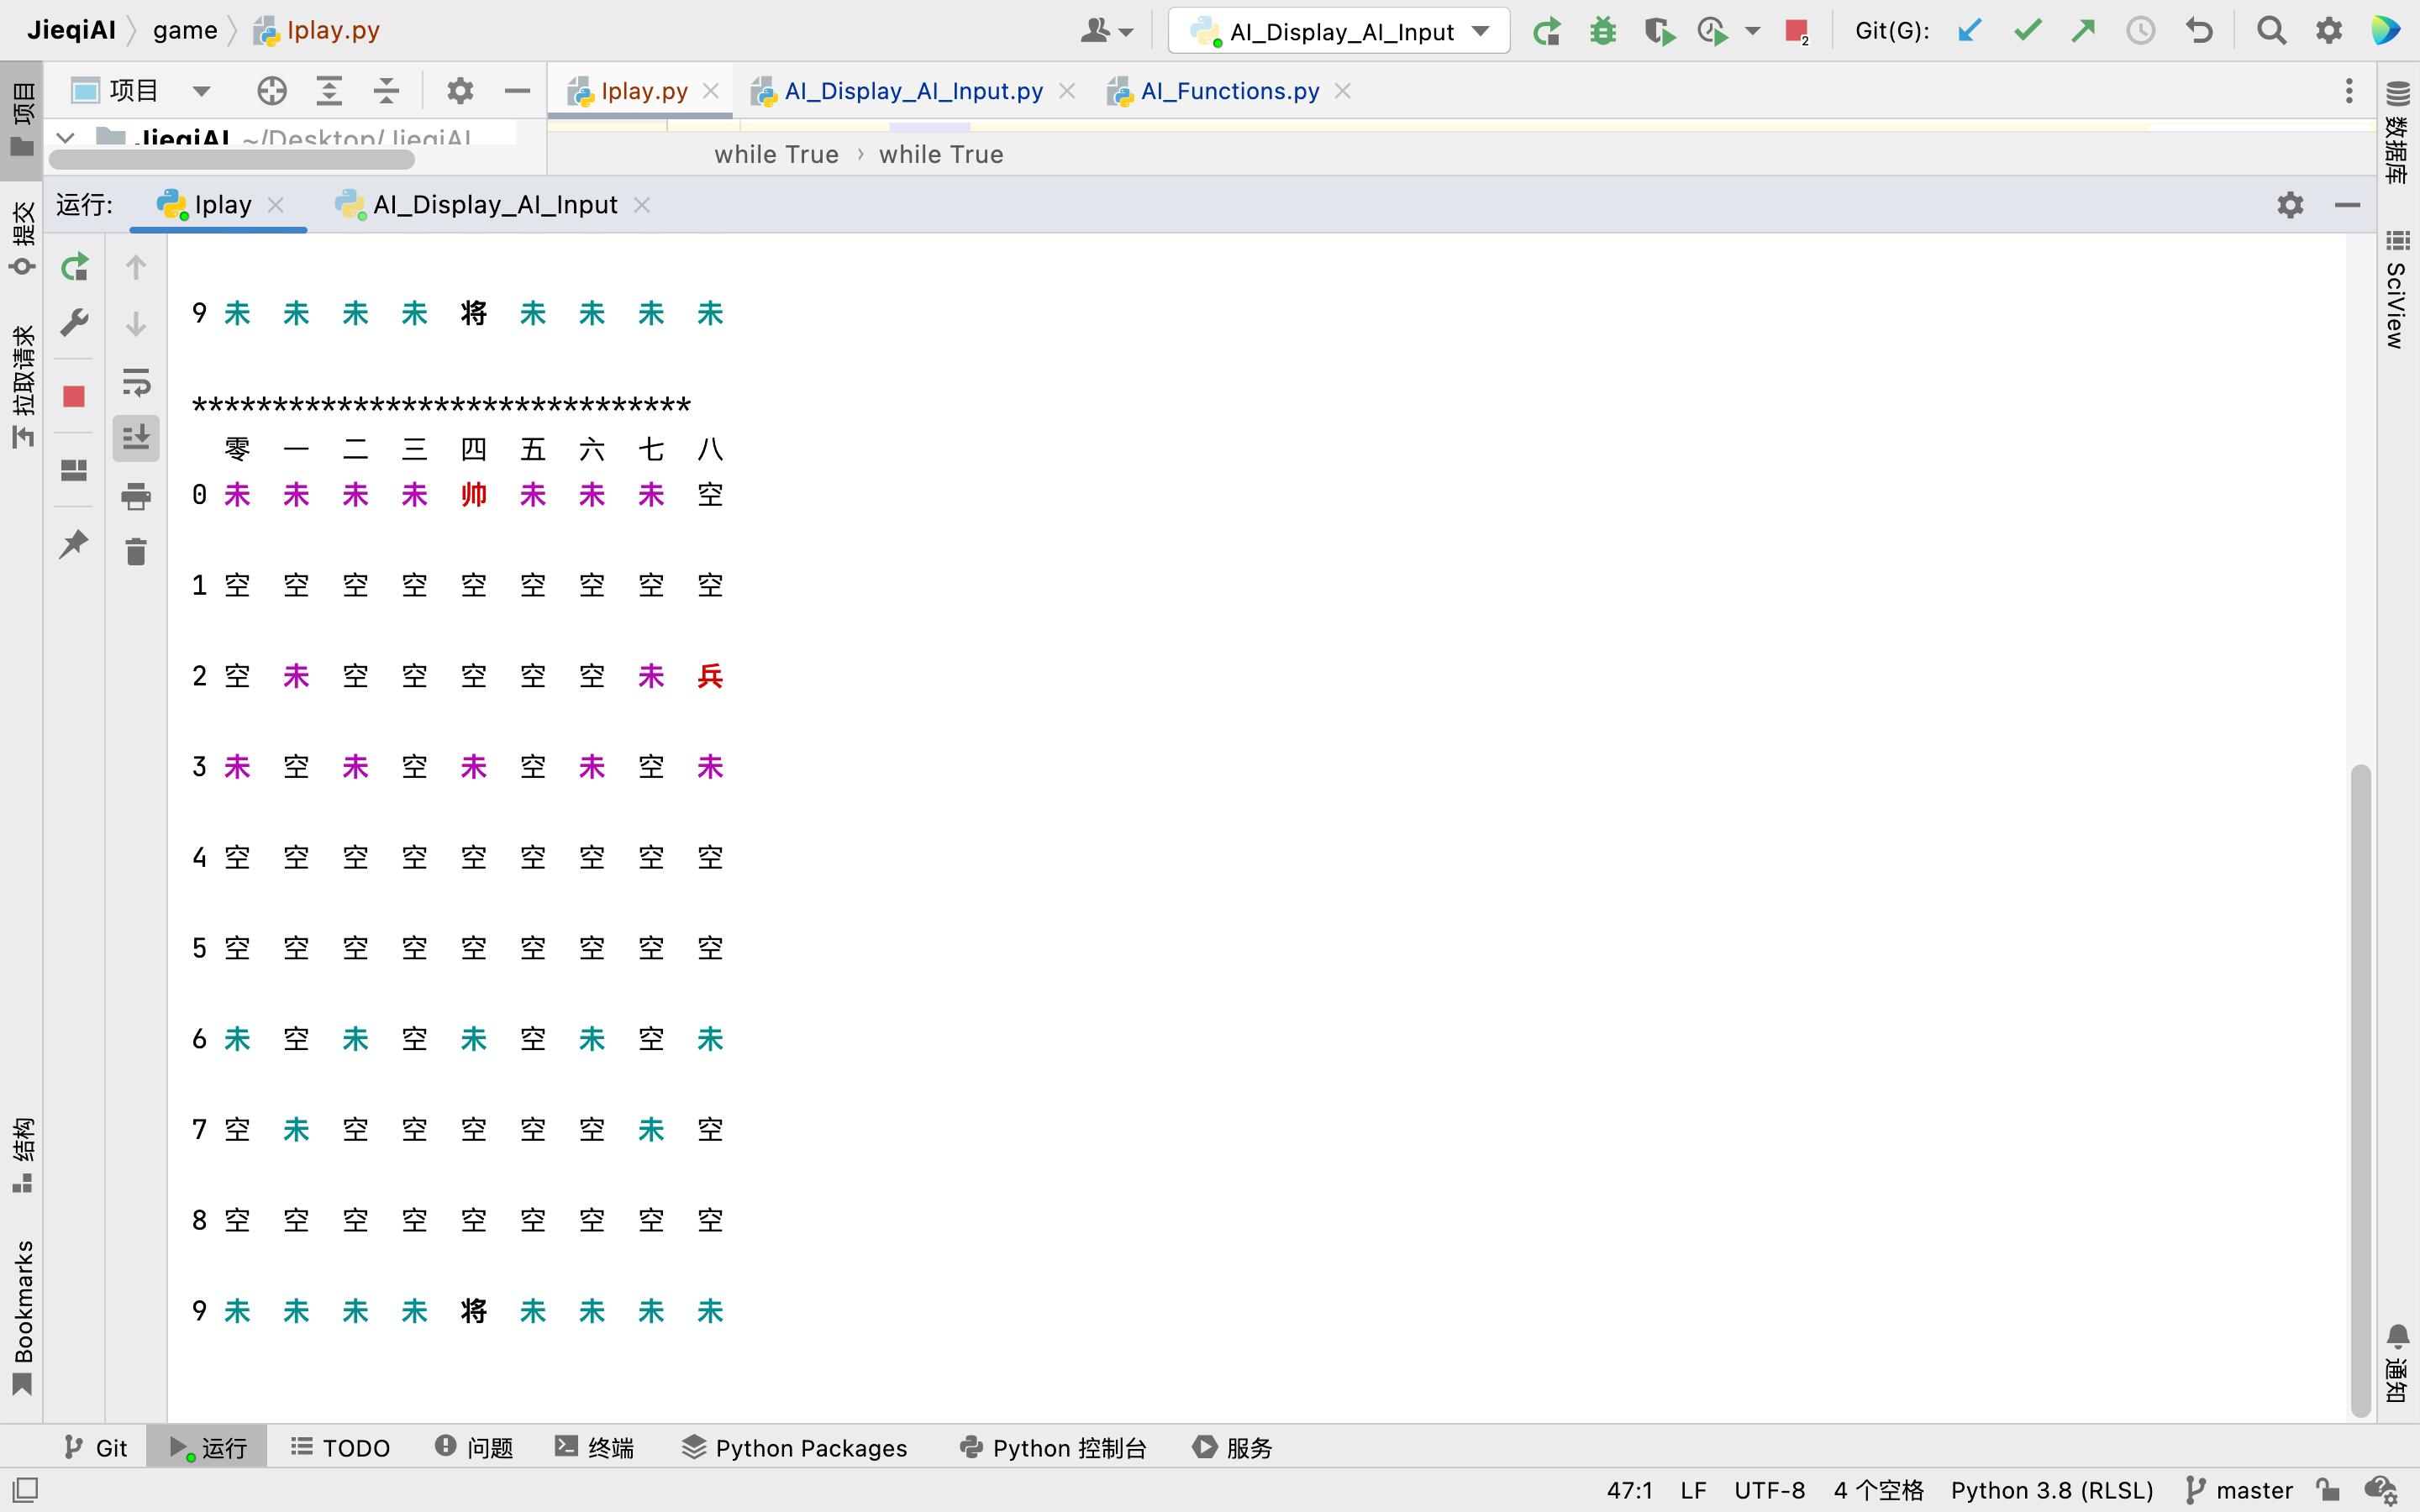 JieqiAI game Iplay.py AI_Display_AI_Input 2 Git(G):
项目 Iplay.py AI_Display_AI_Input.py AI_Functions.py
JieqiAI ~/Desktop/JieqiAI
while True › while True
运行: Iplay AI_Display_AI_Input
9 未 未 未 未 将 未 未 未 未
*******************************
零 一 二 三 四 五 六 七 八
0 未 未 未 未 帅 未 未 未 空
1 空 空 空 空 空 空 空 空 空
2 空 未 空 空 空 空 空 未 兵
3 未 空 未 空 未 空 未 空 未
4 空 空 空 空 空 空 空 空 空
5 空 空 空 空 空 空 空 空 空
6 未 空 未 空 未 空 未 空 未
7 空 未 空 空 空 空 空 未 空
8 空 空 空 空 空 空 空 空 空
9 未 未 未 未 将 未 未 未 未
项目
提交
拉取请求
结构
Bookmarks
数据库
SciView
通知
Git 运行 TODO 问题 终端 Python Packages Python 控制台 服务
47:1 LF UTF-8 4 个空格 Python 3.8 (RLSL) master